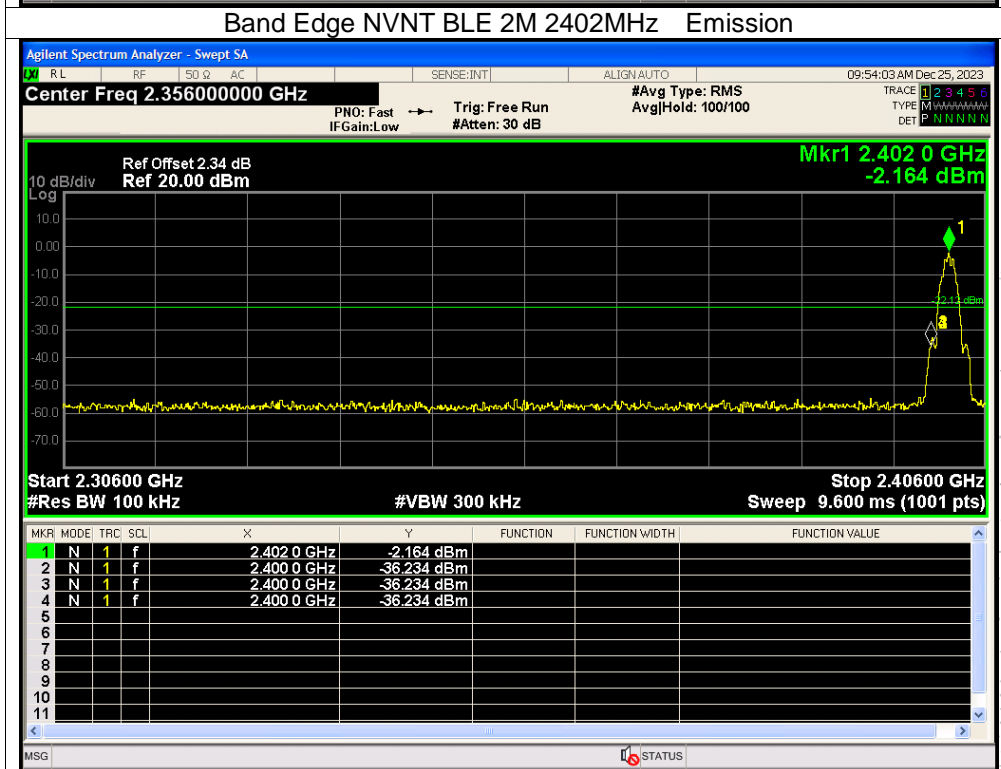 Band Edge NVNT BLE 2M 2402MHz Emission
Agilent Spectrum Analyzer - Swept SA
LXI RL RF 50 Ω AC SENSE:INT ALIGN AUTO 09:54:03 AM Dec 25, 2023
Center Freq 2.356000000 GHz
PNO: Fast
IFGain:Low
Trig: Free Run
#Atten: 30 dB
#Avg Type: RMS
Avg|Hold: 100/100
TRACE 1 2 3 4 5 6
TYPE M WWWWW
DET P N N N N N
Mkr1 2.402 0 GHz
-2.164 dBm
Ref Offset 2.34 dB
10 dB/div Ref 20.00 dBm
Log
10.0
0.00
-10.0
-20.0
-30.0
-40.0
-50.0
-60.0
-70.0
1
-22.13 dBm
Start 2.30600 GHz Stop 2.40600 GHz
#Res BW 100 kHz #VBW 300 kHz Sweep 9.600 ms (1001 pts)
MKR MODE TRC SCL X Y FUNCTION FUNCTION WIDTH FUNCTION VALUE
1 N 1 f 2.402 0 GHz -2.164 dBm
2 N 1 f 2.400 0 GHz -36.234 dBm
3 N 1 f 2.400 0 GHz -36.234 dBm
4 N 1 f 2.400 0 GHz -36.234 dBm
5
6
7
8
9
10
11
MSG STATUS